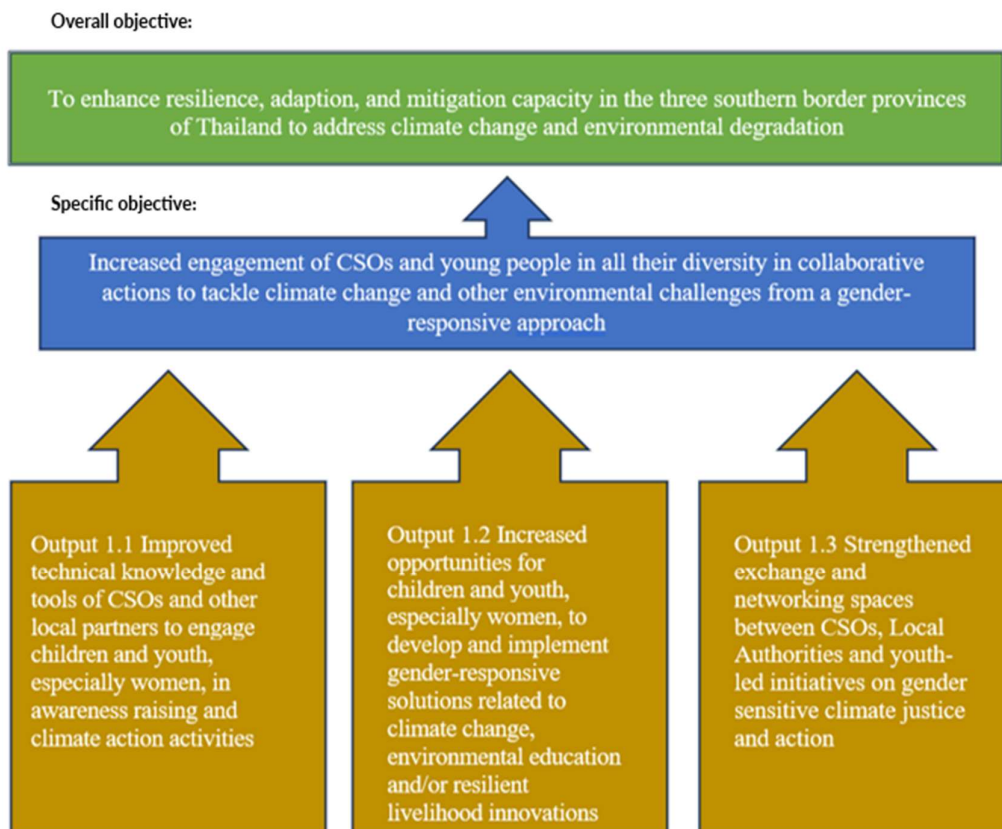 Overall objective:
To enhance resilience, adaption, and mitigation capacity in the three southern border provinces
of Thailand to address climate change and environmental degradation
Specific objective:
Increased engagement of CSOs and young people in all their diversity in collaborative
actions to tackle climate change and other environmental challenges from a gender-
responsive approach
Output 1.1 Improved
technical knowledge and
tools of CSOs and other
local partners to engage
children and youth,
especially women, in
awareness raising and
climate action activities
Output 1.2 Increased
opportunities for
children and youth,
especially women, to
develop and implement
gender-responsive
solutions related to
climate change,
environmental education
and/or resilient
livelihood innovations
Output 1.3 Strengthened
exchange and
networking spaces
between CSOs, Local
Authorities and youth-
led initiatives on gender
sensitive climate justice
and action